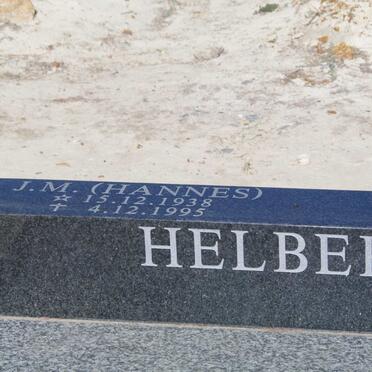 J.M. (HANNES)
☆ 15.12.1938
✝ 4.12.1995
HELBE